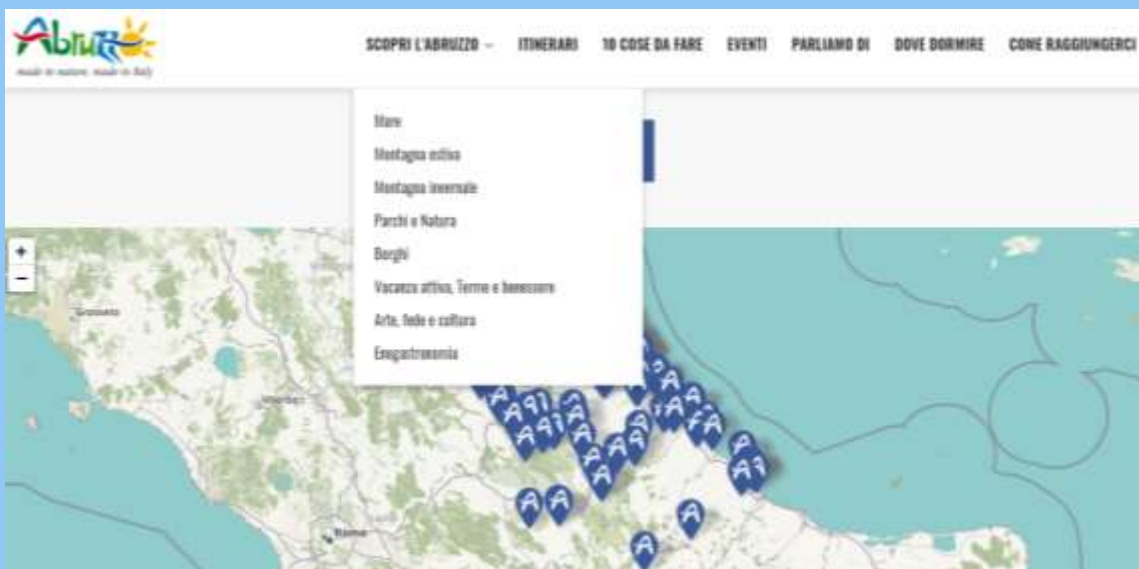 Abruzzo
made in nature, made in Italy
SCOPRI L'ABRUZZO ITINERARI 10 COSE DA FARE EVENTI PARLIAMO DI DOVE DORMIRE COME RAGGIUNGERCI
Mare
Montagna estiva
Montagna invernale
Parchi e Natura
Borghi
Vacanza attiva, Terme e benessere
Arte, fede e cultura
Enogastronomia
+
−
Grosseto
Viterbo
Roma